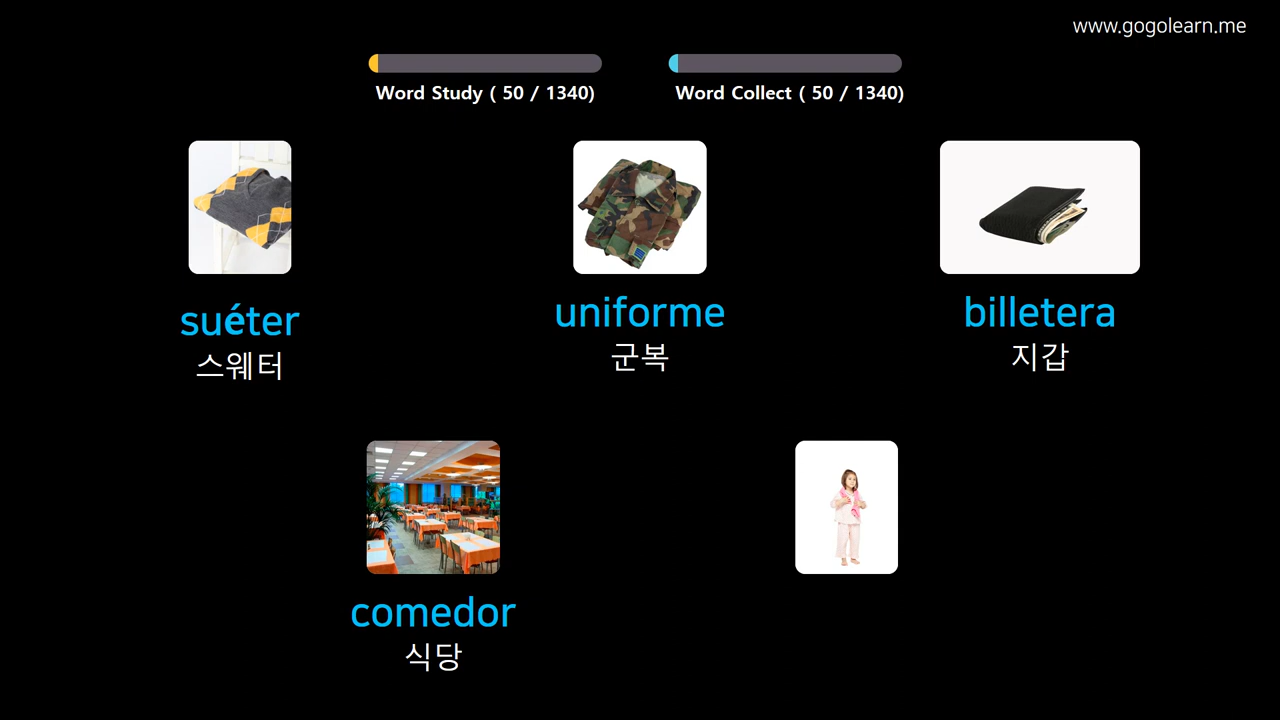 www.gogolearn.me
Word Study ( 50 / 1340)
Word Collect ( 50 / 1340)
suéter
스웨터
uniforme
군복
billetera
지갑
comedor
식당